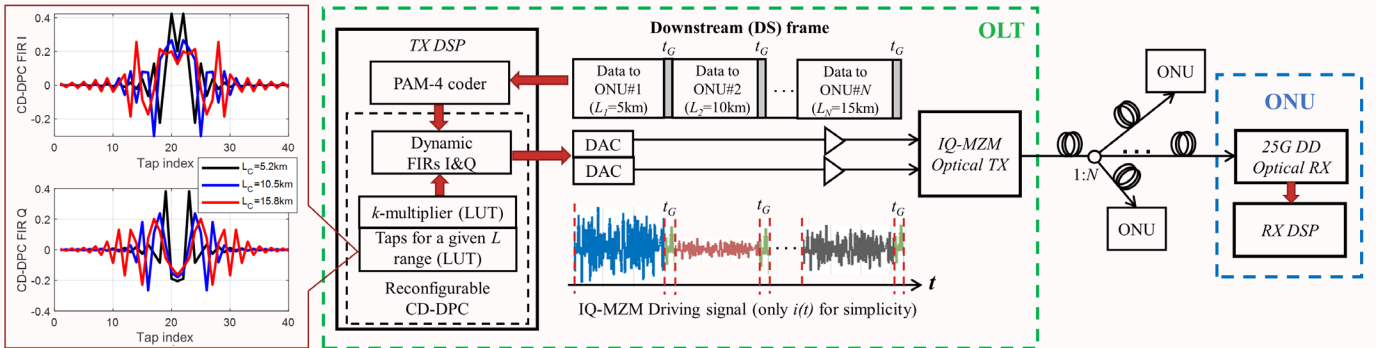 CD-DPC FIR I
0.4
0.2
0
-0.2
0
10
20
30
40
Tap index
L_C=5.2km
L_C=10.5km
L_C=15.8km
CD-DPC FIR Q
0.4
0.2
0
-0.2
-0.4
0
10
20
30
40
Tap index
TX DSP
PAM-4 coder
Dynamic
FIRs I&Q
k-multiplier (LUT)
Taps for a given L
range (LUT)
Reconfigurable
CD-DPC
Downstream (DS) frame
OLT
t_G
t_G
t_G
Data to
ONU#1
(L_1=5km)
Data to
ONU#2
(L_2=10km)
· · ·
Data to
ONU#N
(L_N=15km)
DAC
DAC
IQ-MZM
Optical TX
t_G
t_G
t_G
· · · ·
t
IQ-MZM Driving signal (only i(t) for simplicity)
1:N
ONU
· · ·
ONU
ONU
25G DD
Optical RX
RX DSP